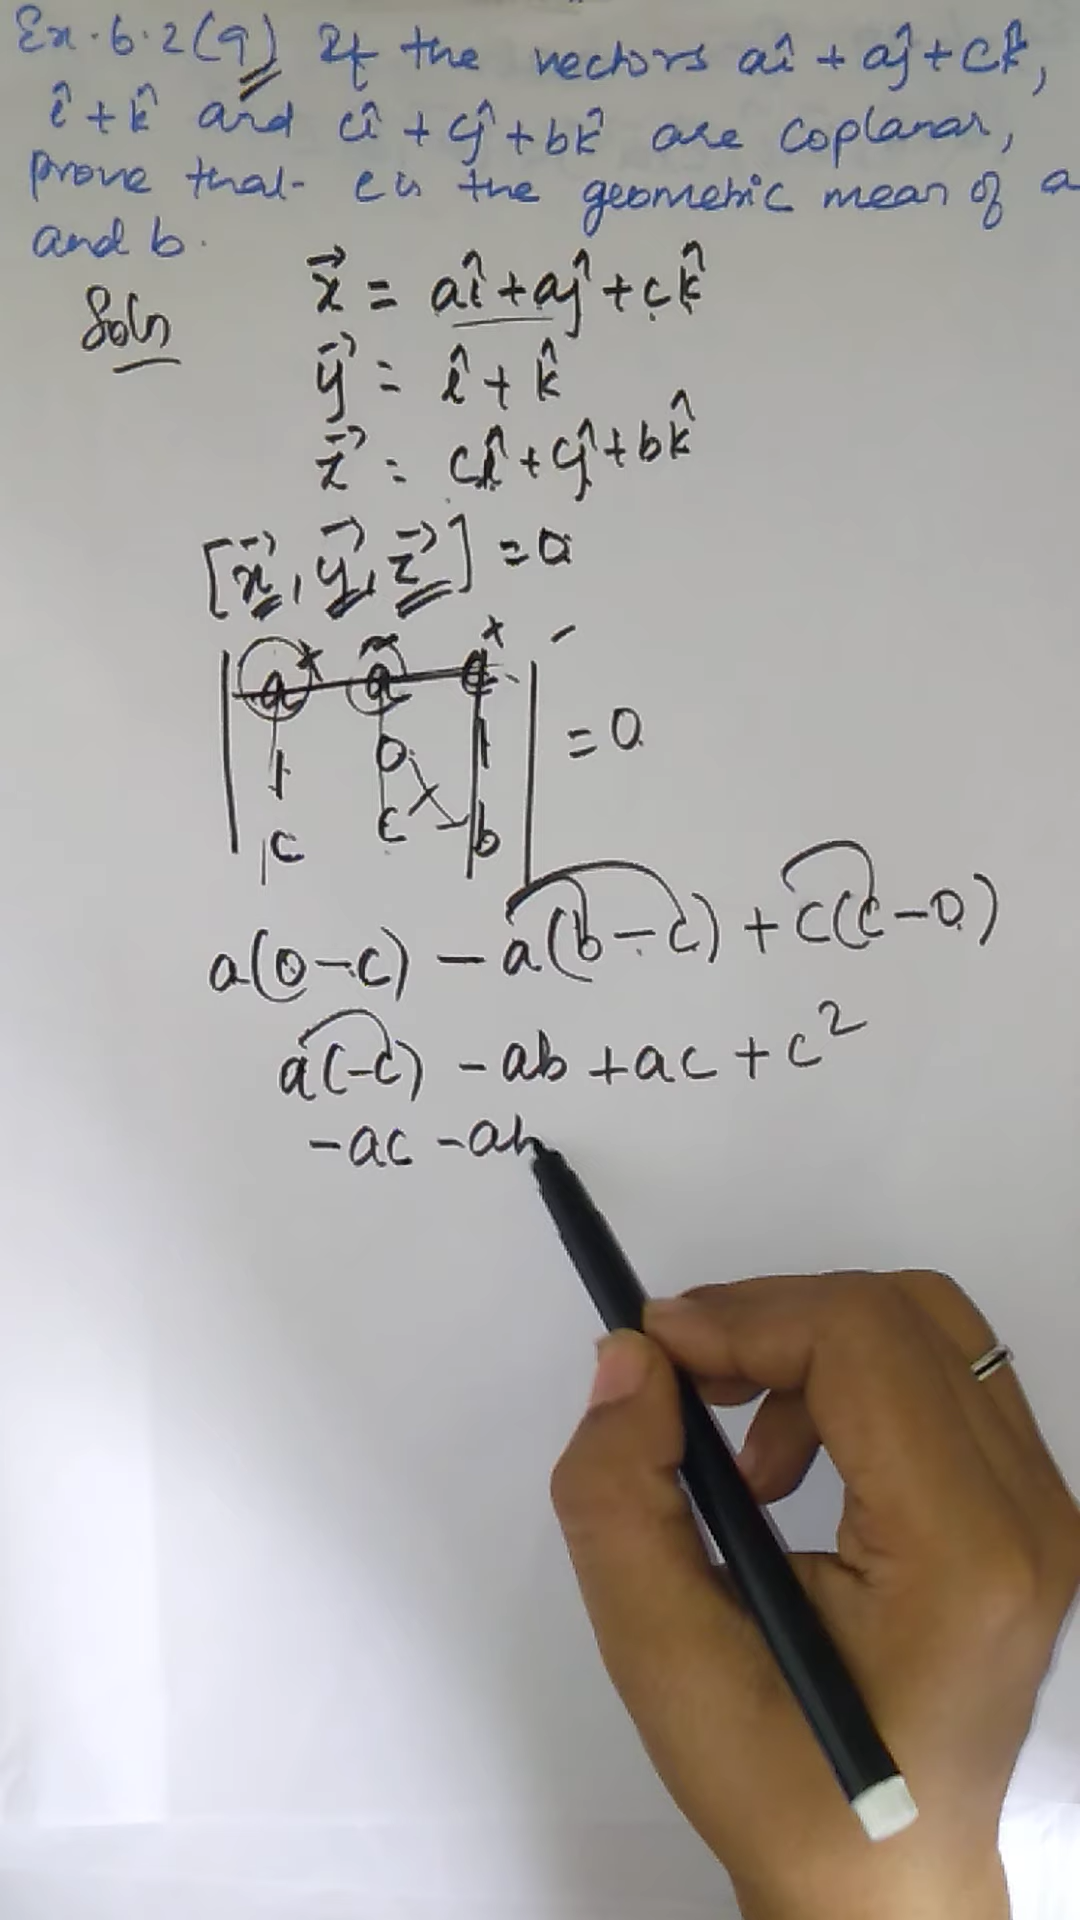 Ex. 6.2(9) If the vectors aî + aĵ + ck̂,
î + k̂ and cî + cĵ + bk̂ are coplanar,
prove that c is the geometric mean of a
and b.
Soln
x⃗ = aî + aĵ + ck̂
y⃗ = î + k̂
z⃗ = cî + cĵ + bk̂
[x⃗, y⃗, z⃗] = 0
| a a c |
| 1 0 1 | = 0
| c c b |
a(0-c) - a(b-c) + c(c-0)
a(-c) - ab + ac + c²
-ac - ab